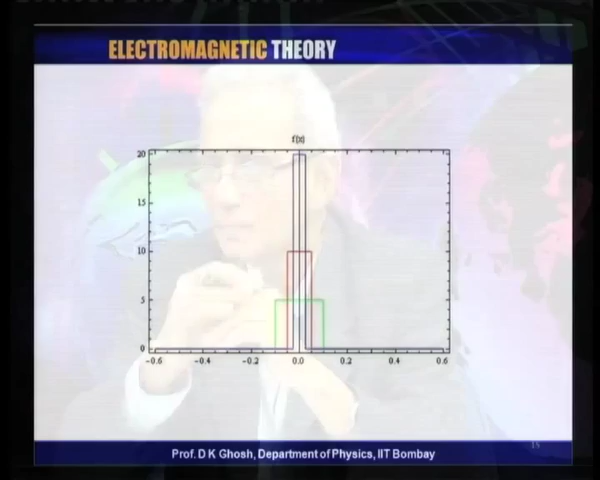 ELECTROMAGNETIC THEORY
f(x)
20
15
10
5
0
-0.6 -0.4 -0.2 0.0 0.2 0.4 0.6
15
Prof. D K Ghosh, Department of Physics, IIT Bombay